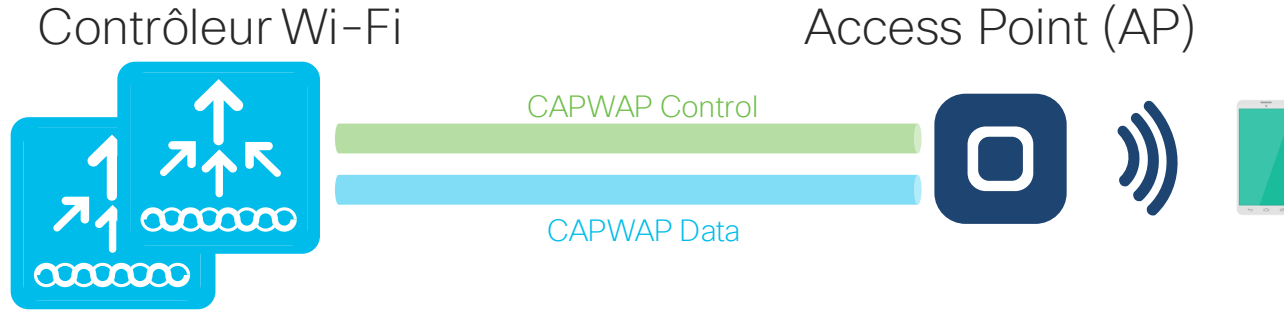 Contrôleur Wi-Fi
Access Point (AP)
CAPWAP Control
CAPWAP Data